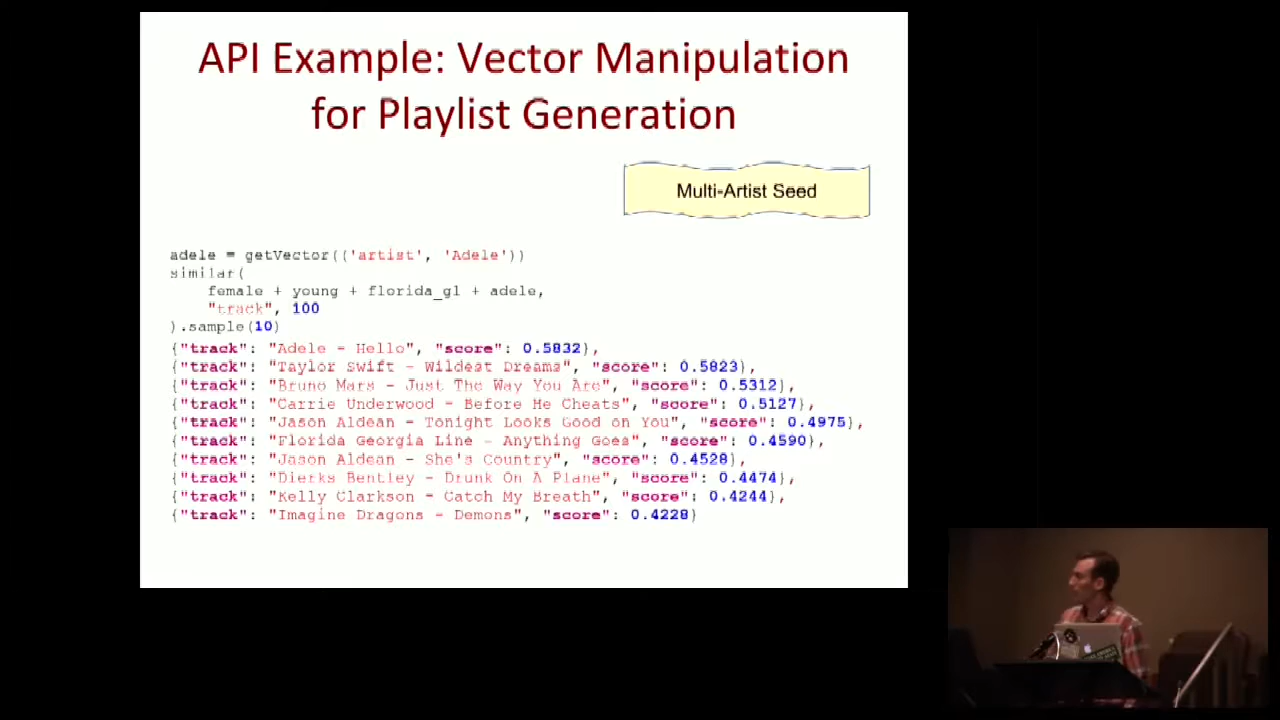 API Example: Vector Manipulation
for Playlist Generation
Multi-Artist Seed
adele = getVector(('artist', 'Adele'))
similar(
female + young + florida_gl + adele,
"track", 100
).sample(10)
{"track": "Adele - Hello", "score": 0.5832},
{"track": "Taylor Swift - Wildest Dreams", "score": 0.5823},
{"track": "Bruno Mars - Just The Way You Are", "score": 0.5312},
{"track": "Carrie Underwood - Before He Cheats", "score": 0.5127},
{"track": "Jason Aldean - Tonight Looks Good on You", "score": 0.4975},
{"track": "Florida Georgia Line - Anything Goes", "score": 0.4590},
{"track": "Jason Aldean - She's Country", "score": 0.4528},
{"track": "Dierks Bentley - Drunk On A Plane", "score": 0.4474},
{"track": "Kelly Clarkson - Catch My Breath", "score": 0.4244},
{"track": "Imagine Dragons - Demons", "score": 0.4228}